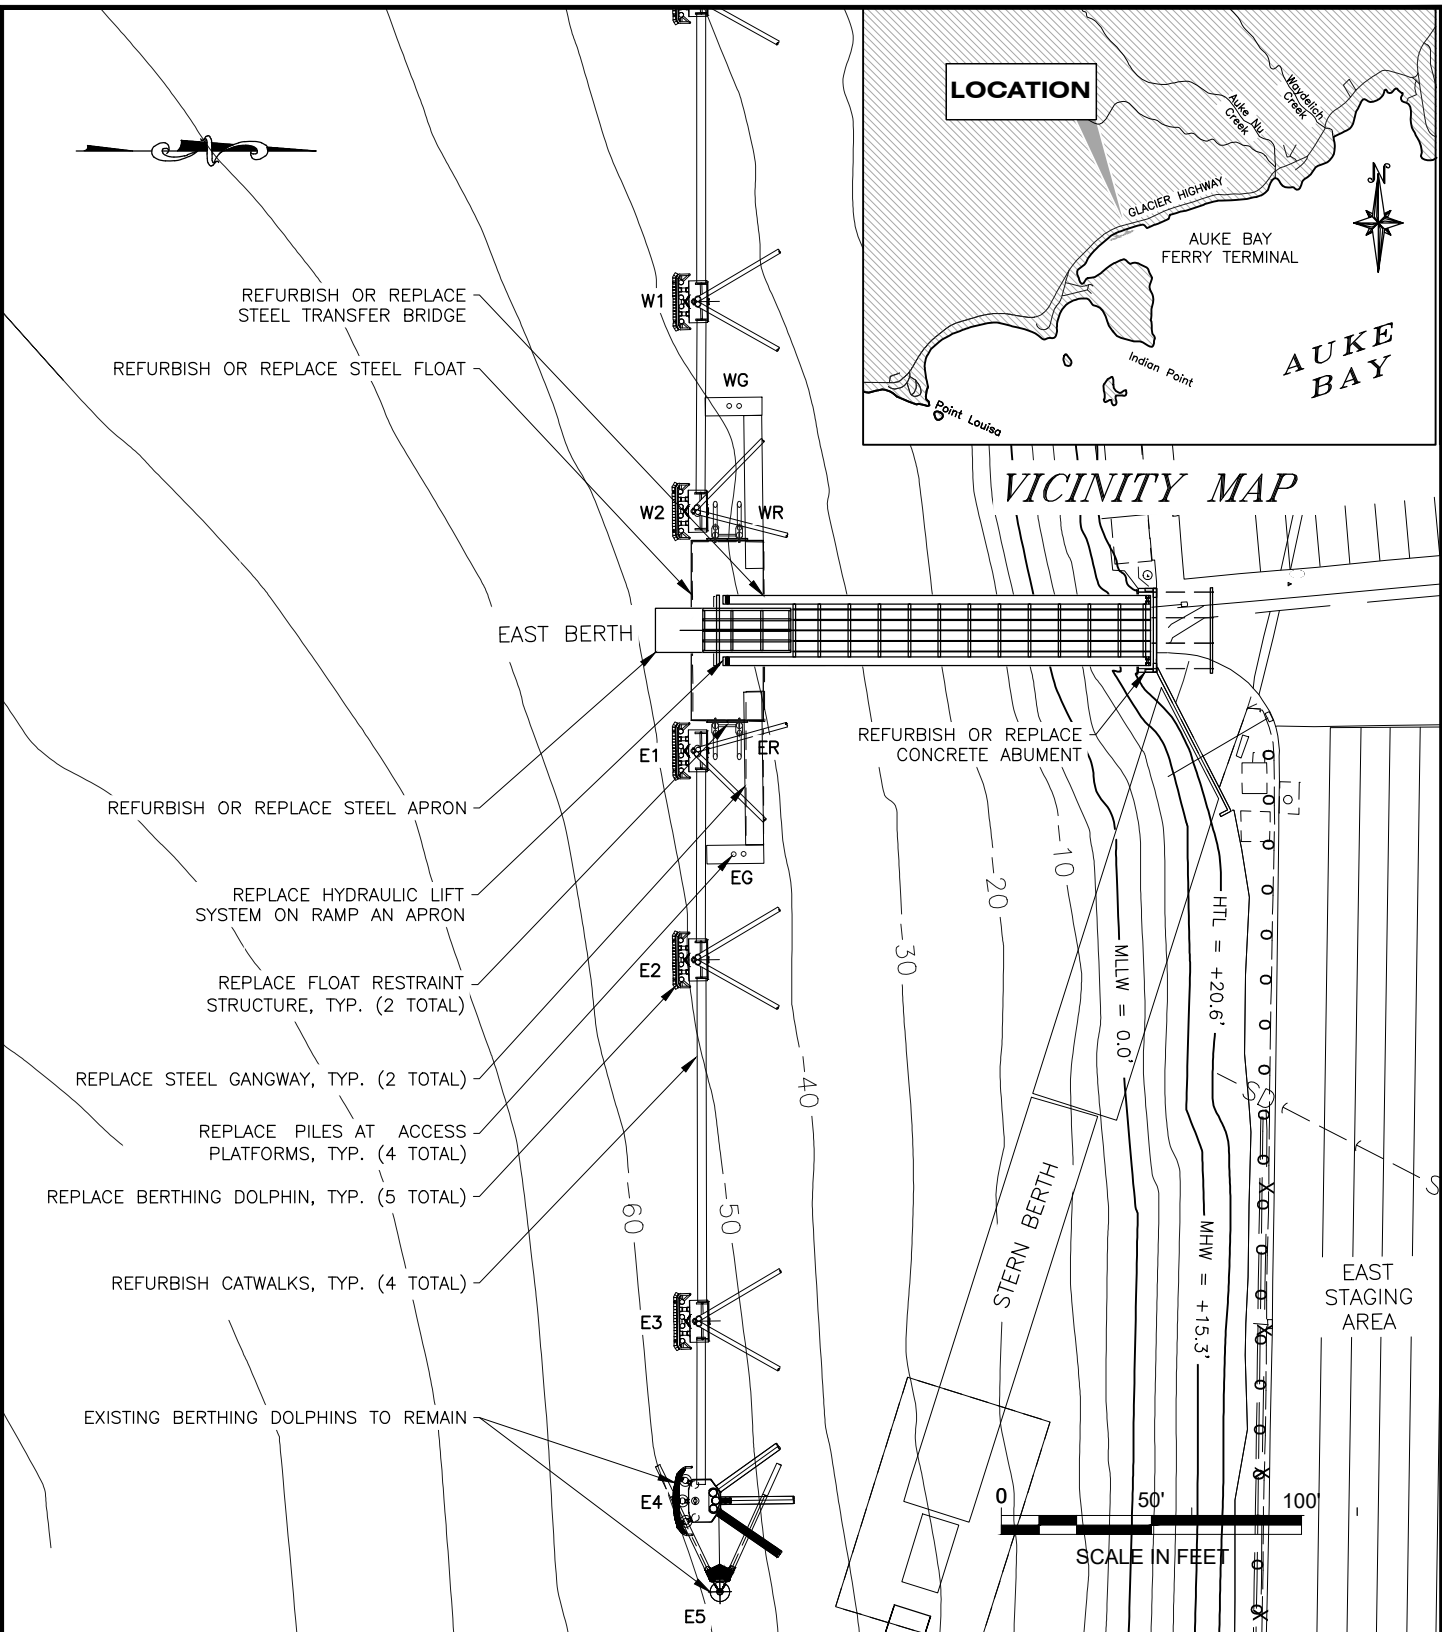 LOCATION
Auke Nu
Creek
Waydelich
Creek
GLACIER HIGHWAY
AUKE BAY
FERRY TERMINAL
N
AUKE
BAY
Indian Point
Point Louisa
VICINITY MAP
REFURBISH OR REPLACE
STEEL TRANSFER BRIDGE
REFURBISH OR REPLACE STEEL FLOAT
W1
WG
W2
WR
EAST BERTH
E1
ER
REFURBISH OR REPLACE
CONCRETE ABUMENT
REFURBISH OR REPLACE STEEL APRON
REPLACE HYDRAULIC LIFT
SYSTEM ON RAMP AN APRON
EG
E2
REPLACE FLOAT RESTRAINT
STRUCTURE, TYP. (2 TOTAL)
REPLACE STEEL GANGWAY, TYP. (2 TOTAL)
REPLACE PILES AT ACCESS
PLATFORMS, TYP. (4 TOTAL)
REPLACE BERTHING DOLPHIN, TYP. (5 TOTAL)
REFURBISH CATWALKS, TYP. (4 TOTAL)
E3
EXISTING BERTHING DOLPHINS TO REMAIN
E4
E5
-60
-50
-40
-30
-20
-10
MLLW = 0.0'
HTL = +20.6'
MHW = +15.3'
SD
S
STERN BERTH
EAST
STAGING
AREA
0 50' 100'
SCALE IN FEET